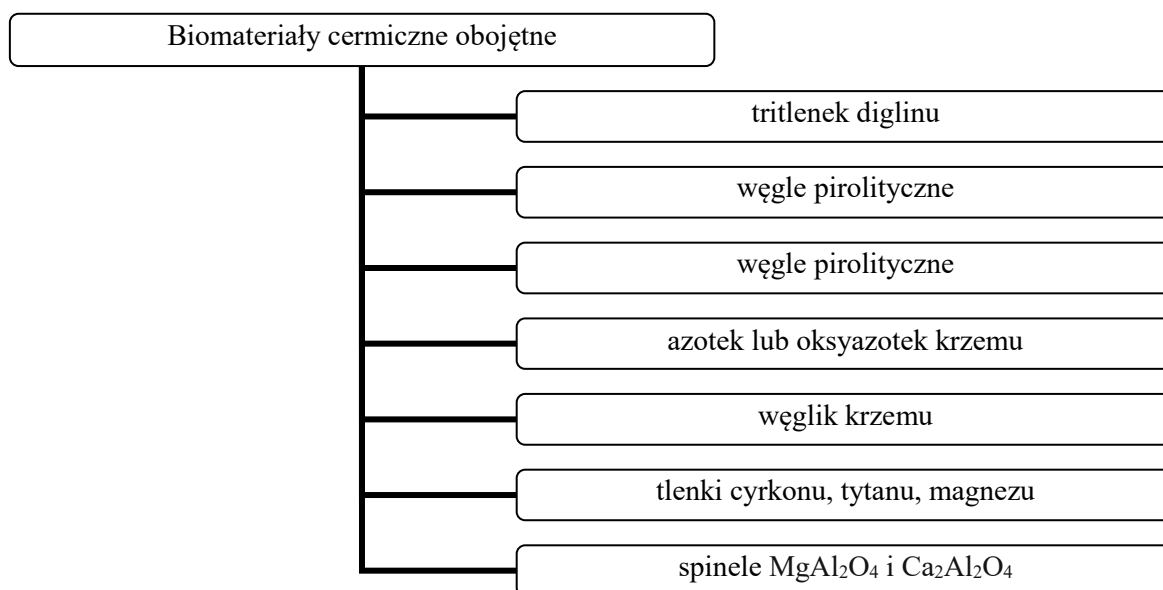 Biomateriały cermiczne obojętne
tritlenek diglinu
węgle pirolityczne
węgle pirolityczne
azotek lub oksyazotek krzemu
węglik krzemu
tlenki cyrkonu, tytanu, magnezu
spinele MgAl₂O₄ i Ca₂Al₂O₄